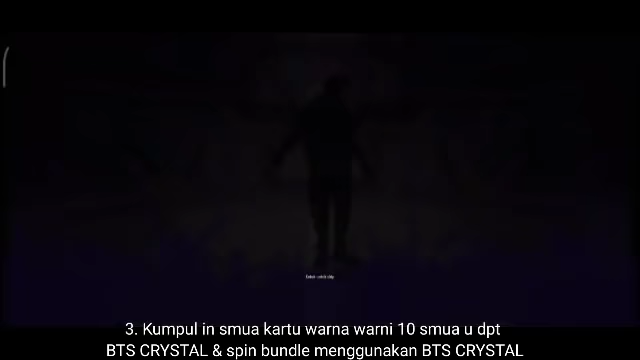 3. Kumpul in smua kartu warna warni 10 smua u dpt
BTS CRYSTAL & spin bundle menggunakan BTS CRYSTAL